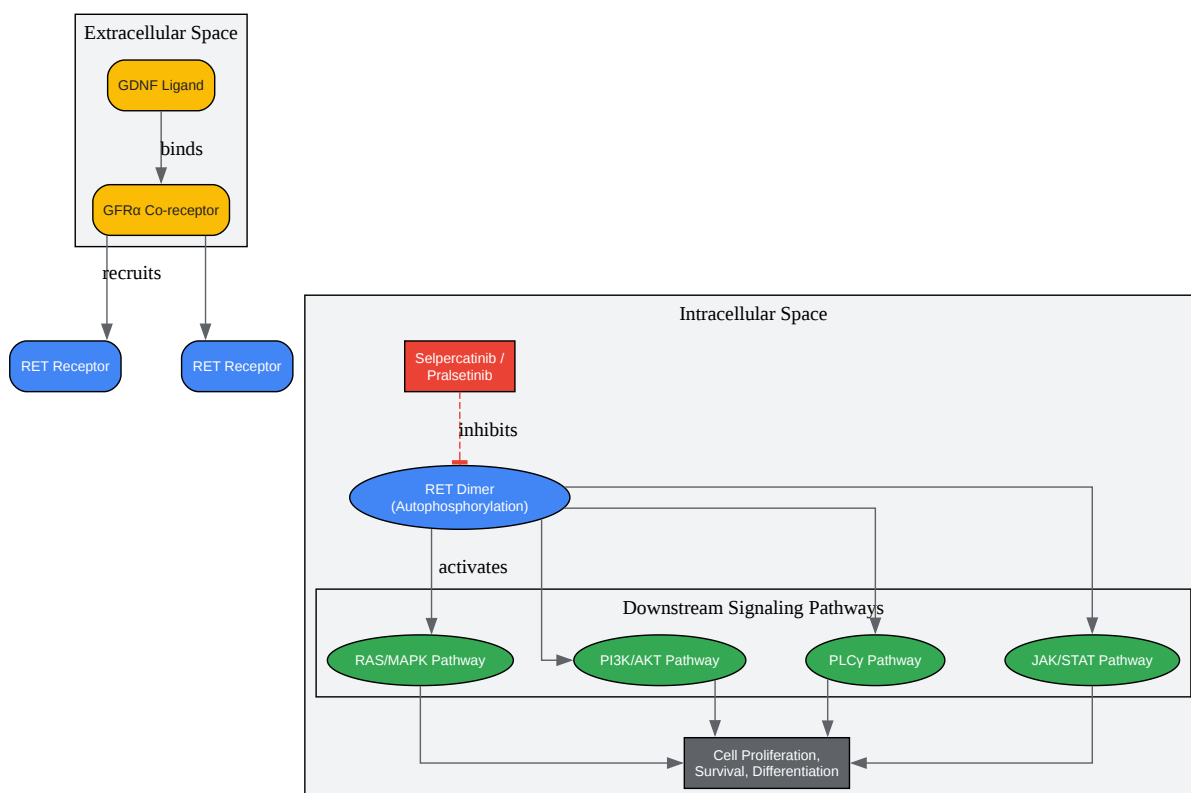 Extracellular Space
GDNF Ligand
binds
GFRα Co-receptor
recruits
RET Receptor
RET Receptor
Intracellular Space
Selpercatinib /
Pralsetinib
inhibits
RET Dimer
(Autophosphorylation)
activates
Downstream Signaling Pathways
RAS/MAPK Pathway
PI3K/AKT Pathway
PLCγ Pathway
JAK/STAT Pathway
Cell Proliferation,
Survival, Differentiation